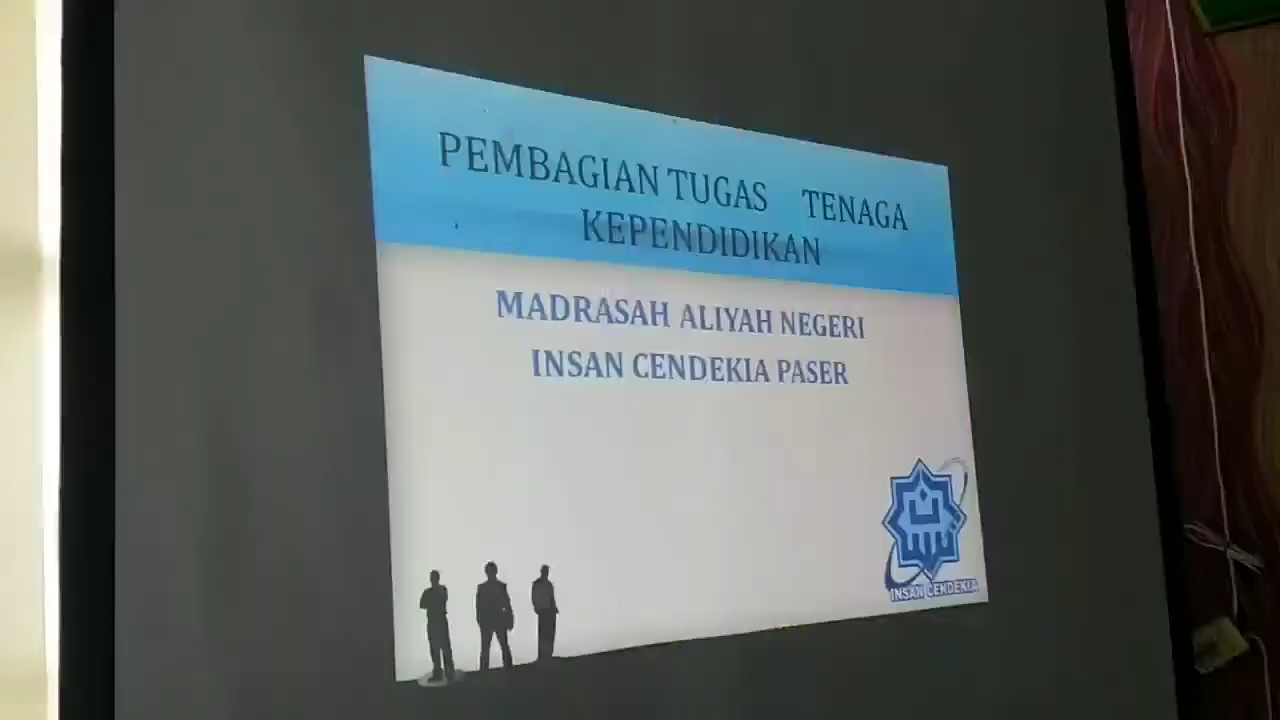 PEMBAGIAN TUGAS TENAGA
KEPENDIDIKAN
MADRASAH ALIYAH NEGERI
INSAN CENDEKIA PASER
INSAN CENDEKIA